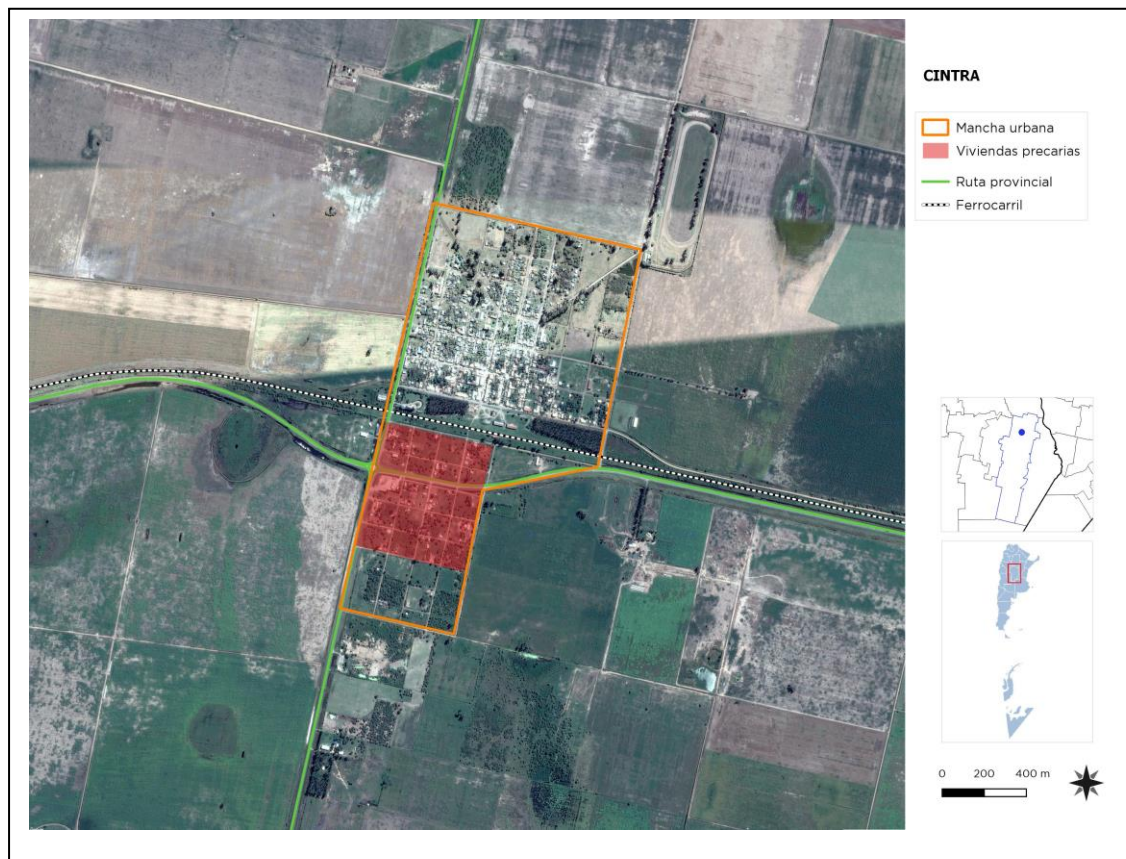 CINTRA
Mancha urbana
Viviendas precarias
Ruta provincial
Ferrocarril
0 200 400 m